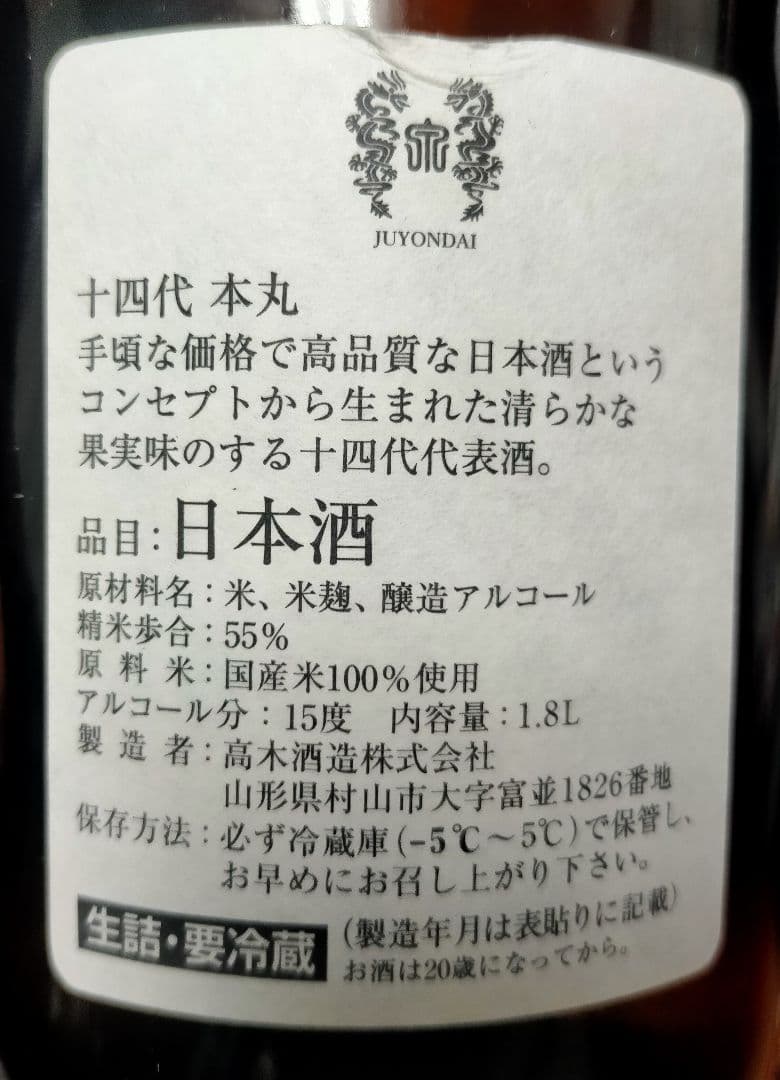 JUYONDAI
十四代 本丸
手頃な価格で高品質な日本酒という
コンセプトから生まれた清らかな
果実味のする十四代代表酒。
品目:日本酒
原材料名:米、米麹、醸造アルコール
精米歩合:55%
原料米:国産米100%使用
アルコール分:15度 内容量:1.8L
製造者:高木酒造株式会社
山形県村山市大字富並1826番地
保存方法:必ず冷蔵庫(-5℃~5℃)で保管し、
お早めにお召し上がり下さい。
生詰・要冷蔵 (製造年月は表貼りに記載)
お酒は20歳になってから。